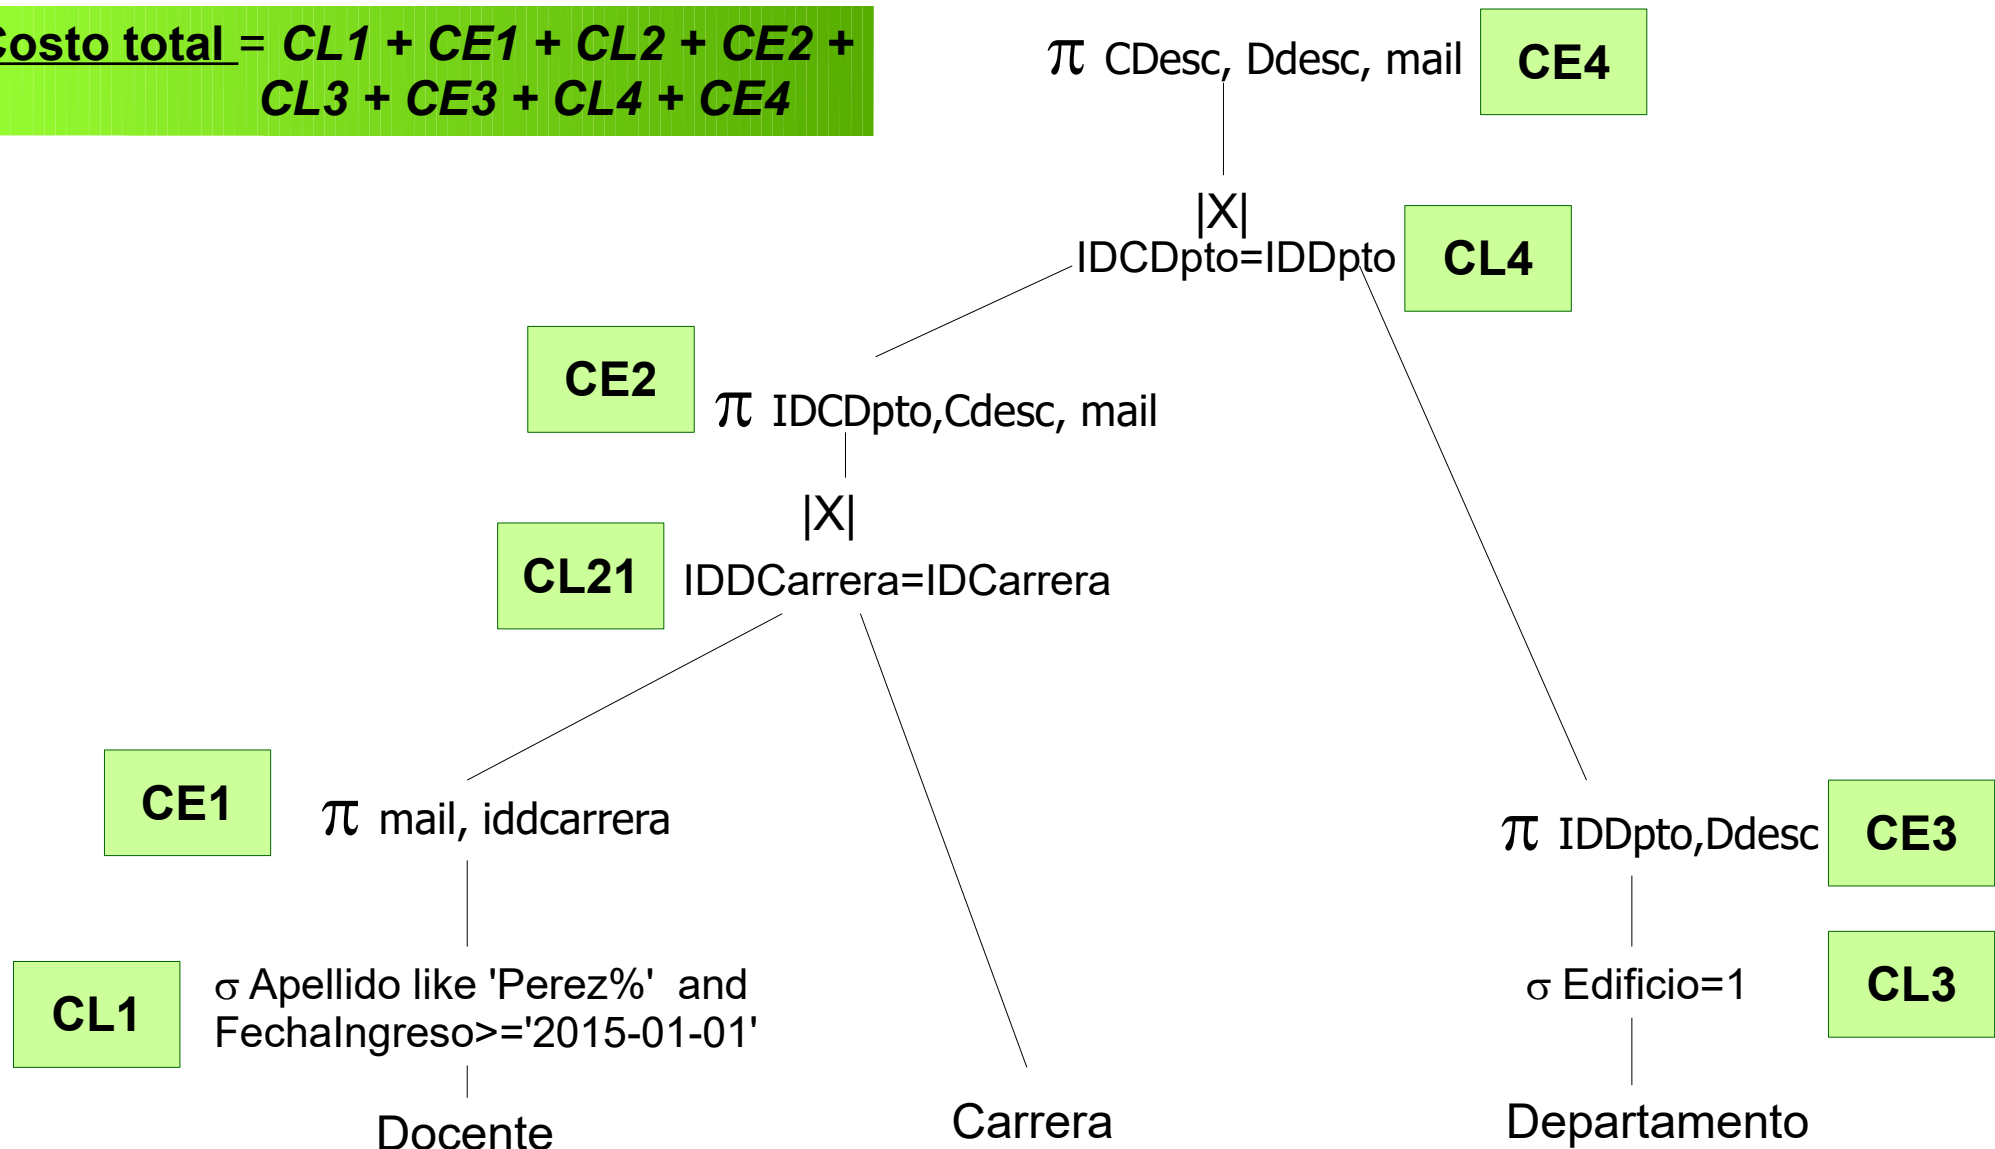 Costo total = CL1 + CE1 + CL2 + CE2 +
CL3 + CE3 + CL4 + CE4
π CDesc, Ddesc, mail
CE4
|X|
IDCDpto=IDDpto
CL4
CE2
π IDCDpto,Cdesc, mail
|X|
CL21
IDDCarrera=IDCarrera
CE1
π mail, iddcarrera
π IDDpto,Ddesc
CE3
CL1
σ Apellido like 'Perez%' and
FechaIngreso>='2015-01-01'
σ Edificio=1
CL3
Docente
Carrera
Departamento